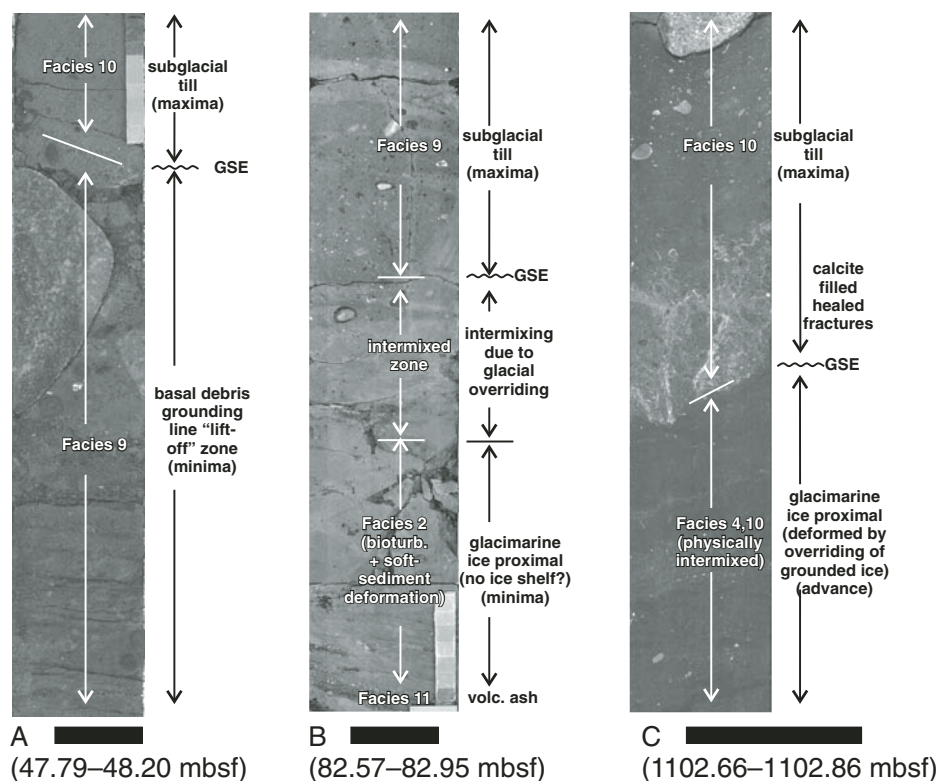 Facies 10
subglacial
till
(maxima)
GSE
Facies 9
basal debris
grounding
line “lift-
off” zone
(minima)
A
(47.79–48.20 mbsf)
Facies 9
subglacial
till
(maxima)
GSE
intermixed
zone
intermixing
due to
glacial
overriding
Facies 2
(bioturb.
+ soft-
sediment
deformation)
glacimarine
ice proximal
(no ice shelf?)
(minima)
Facies 11
volc. ash
B
(82.57–82.95 mbsf)
Facies 10
subglacial
till
(maxima)
calcite
filled
healed
fractures
GSE
Facies 4,10
(physically
intermixed)
glacimarine
ice proximal
(deformed by
overriding of
grounded ice)
(advance)
C
(1102.66–1102.86 mbsf)